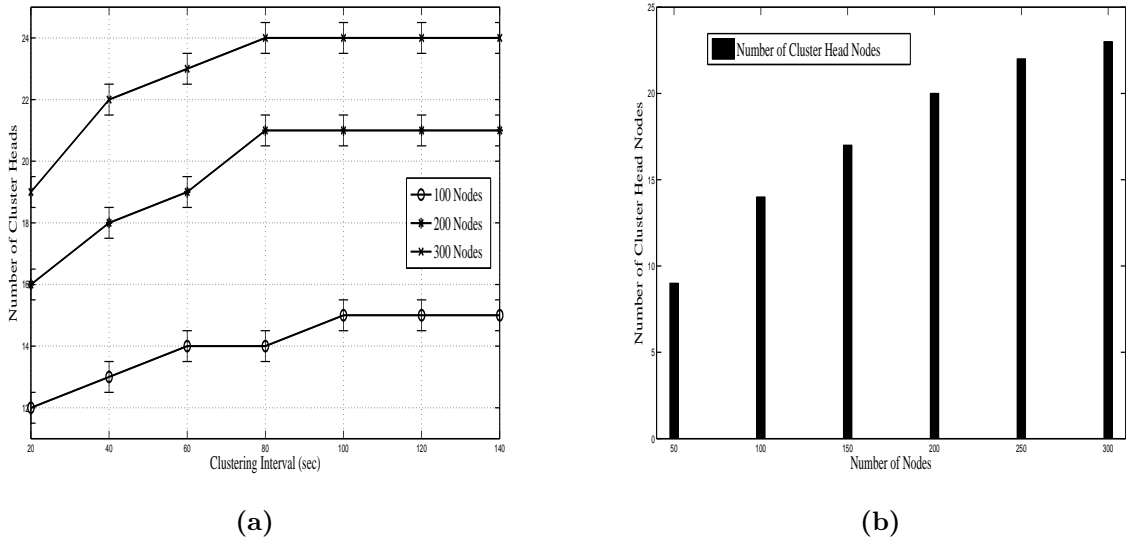 24
22
20
18
16
14
12
Number of Cluster Heads
100 Nodes
200 Nodes
300 Nodes
20 40 60 80 100 120 140
Clustering Interval (sec)
(a)
25
20
15
10
5
0
Number of Cluster Head Nodes
Number of Cluster Head Nodes
50 100 150 200 250 300
Number of Nodes
(b)